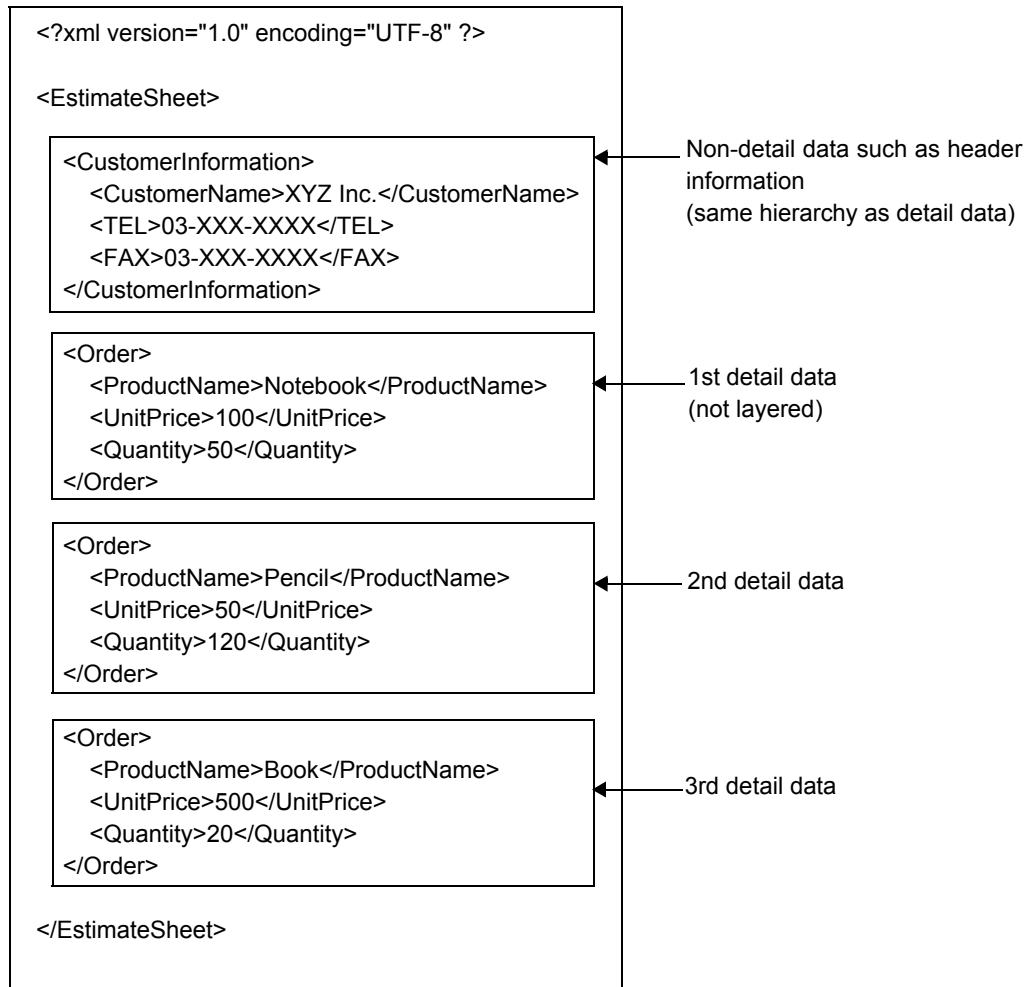 <?xml version="1.0" encoding="UTF-8" ?>
<EstimateSheet>
<CustomerInformation>
<CustomerName>XYZ Inc.</CustomerName>
<TEL>03-XXX-XXXX</TEL>
<FAX>03-XXX-XXXX</FAX>
</CustomerInformation>
Non-detail data such as header
information
(same hierarchy as detail data)
<Order>
<ProductName>Notebook</ProductName>
<UnitPrice>100</UnitPrice>
<Quantity>50</Quantity>
</Order>
1st detail data
(not layered)
<Order>
<ProductName>Pencil</ProductName>
<UnitPrice>50</UnitPrice>
<Quantity>120</Quantity>
</Order>
2nd detail data
<Order>
<ProductName>Book</ProductName>
<UnitPrice>500</UnitPrice>
<Quantity>20</Quantity>
</Order>
3rd detail data
</EstimateSheet>